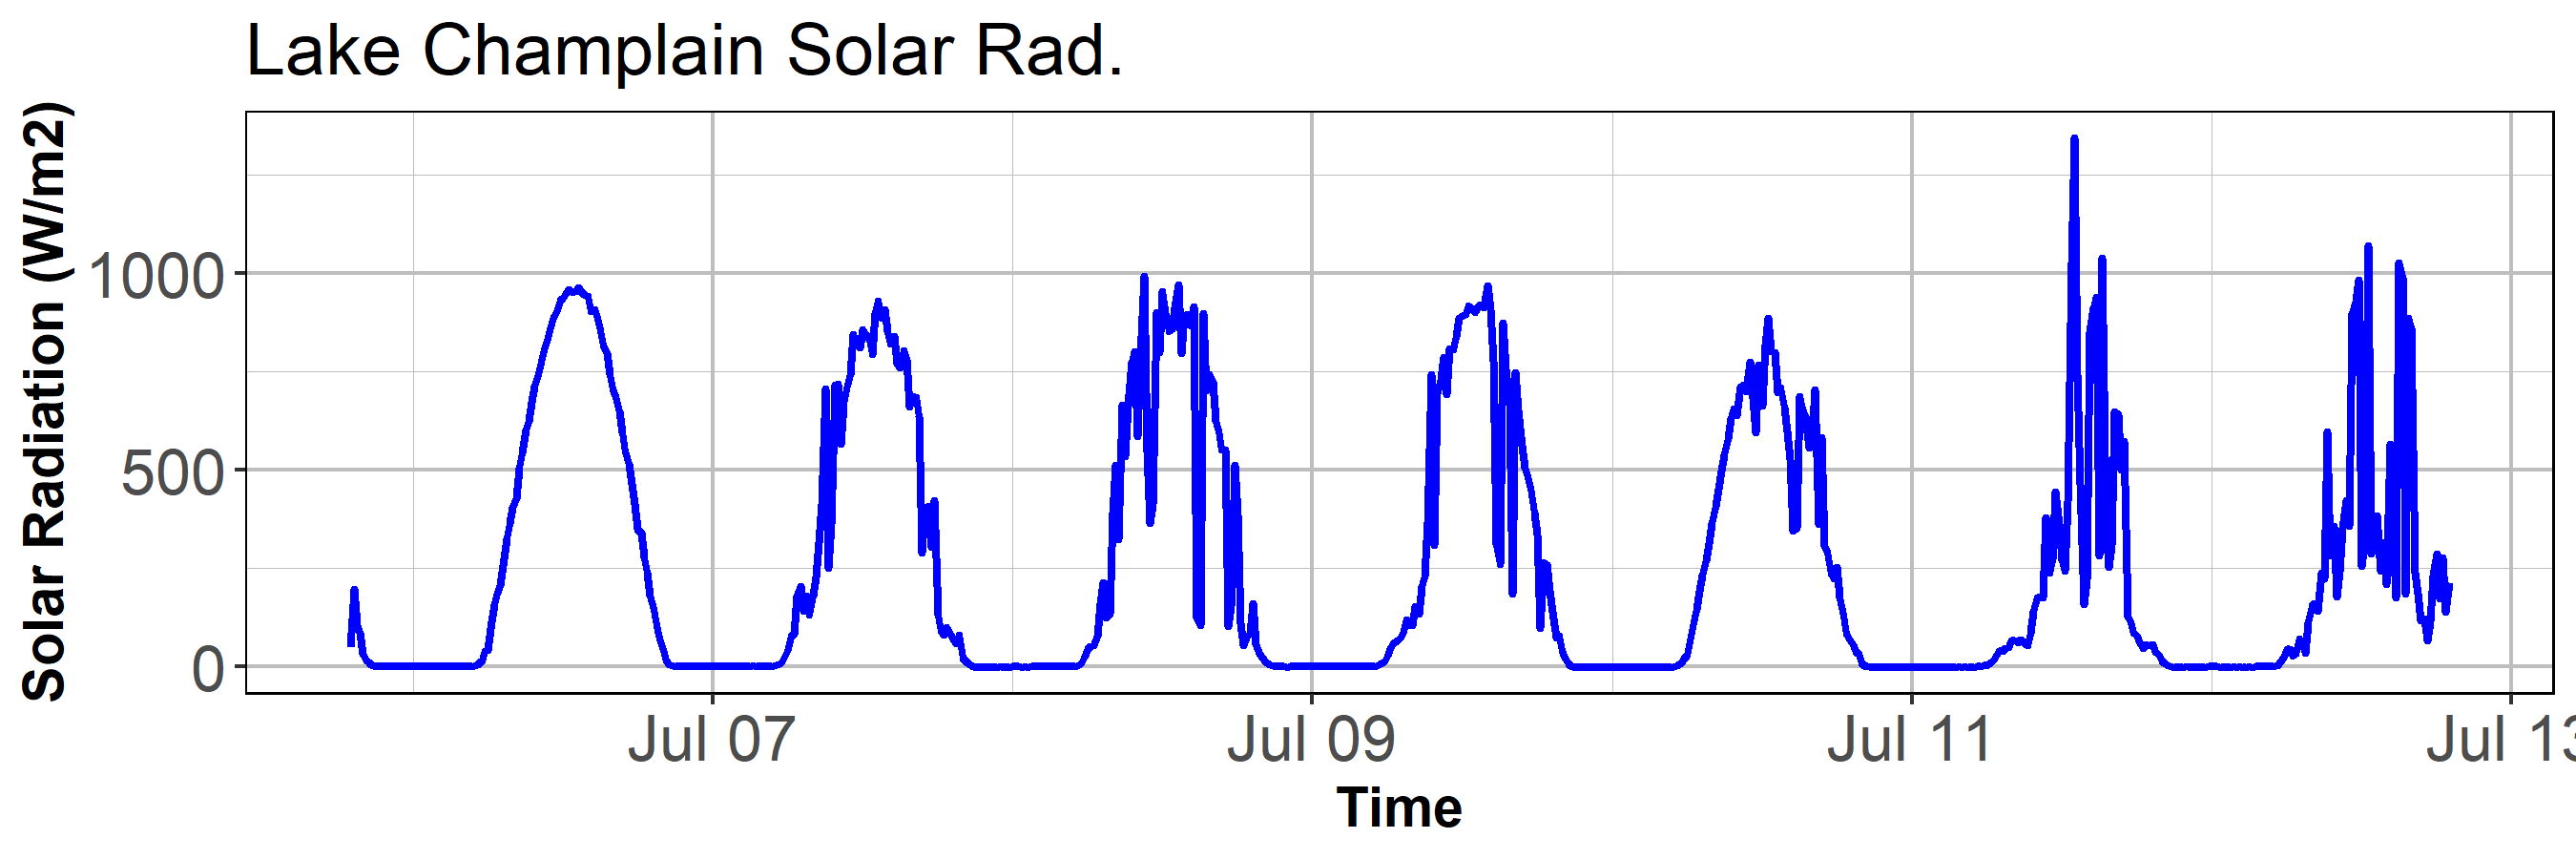 Lake Champlain Solar Rad.
Solar Radiation (W/m2)
1000
500
0
Jul 07 Jul 09 Jul 11 Jul 13
Time